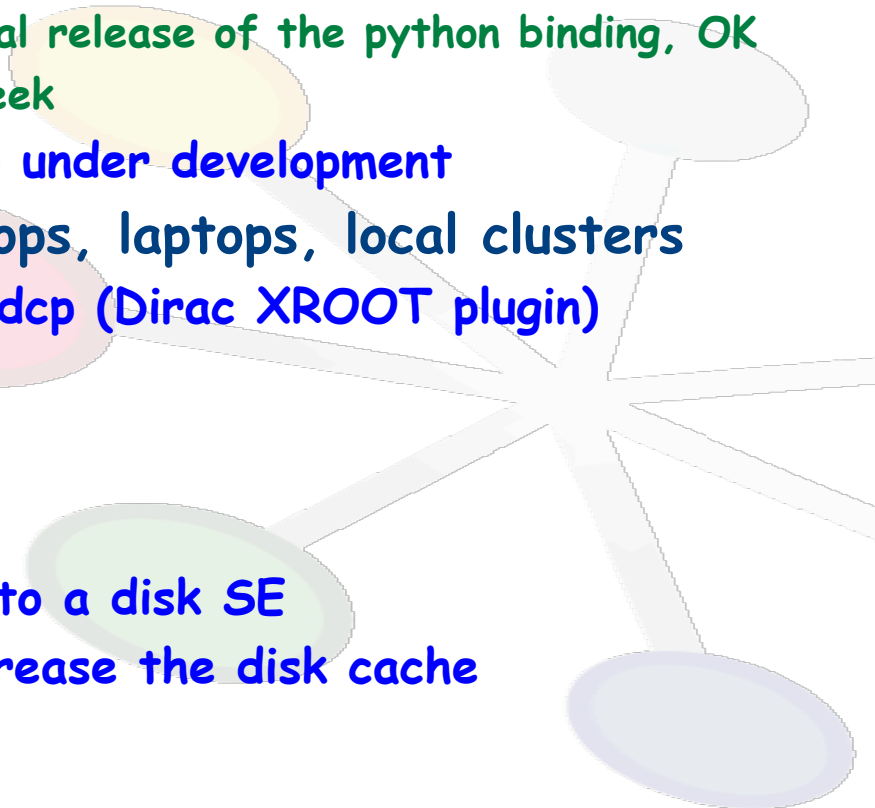 al release of the python binding, OK
eek
under development
ops, laptops, local clusters
dcp (Dirac XROOT plugin)
to a disk SE
rease the disk cache